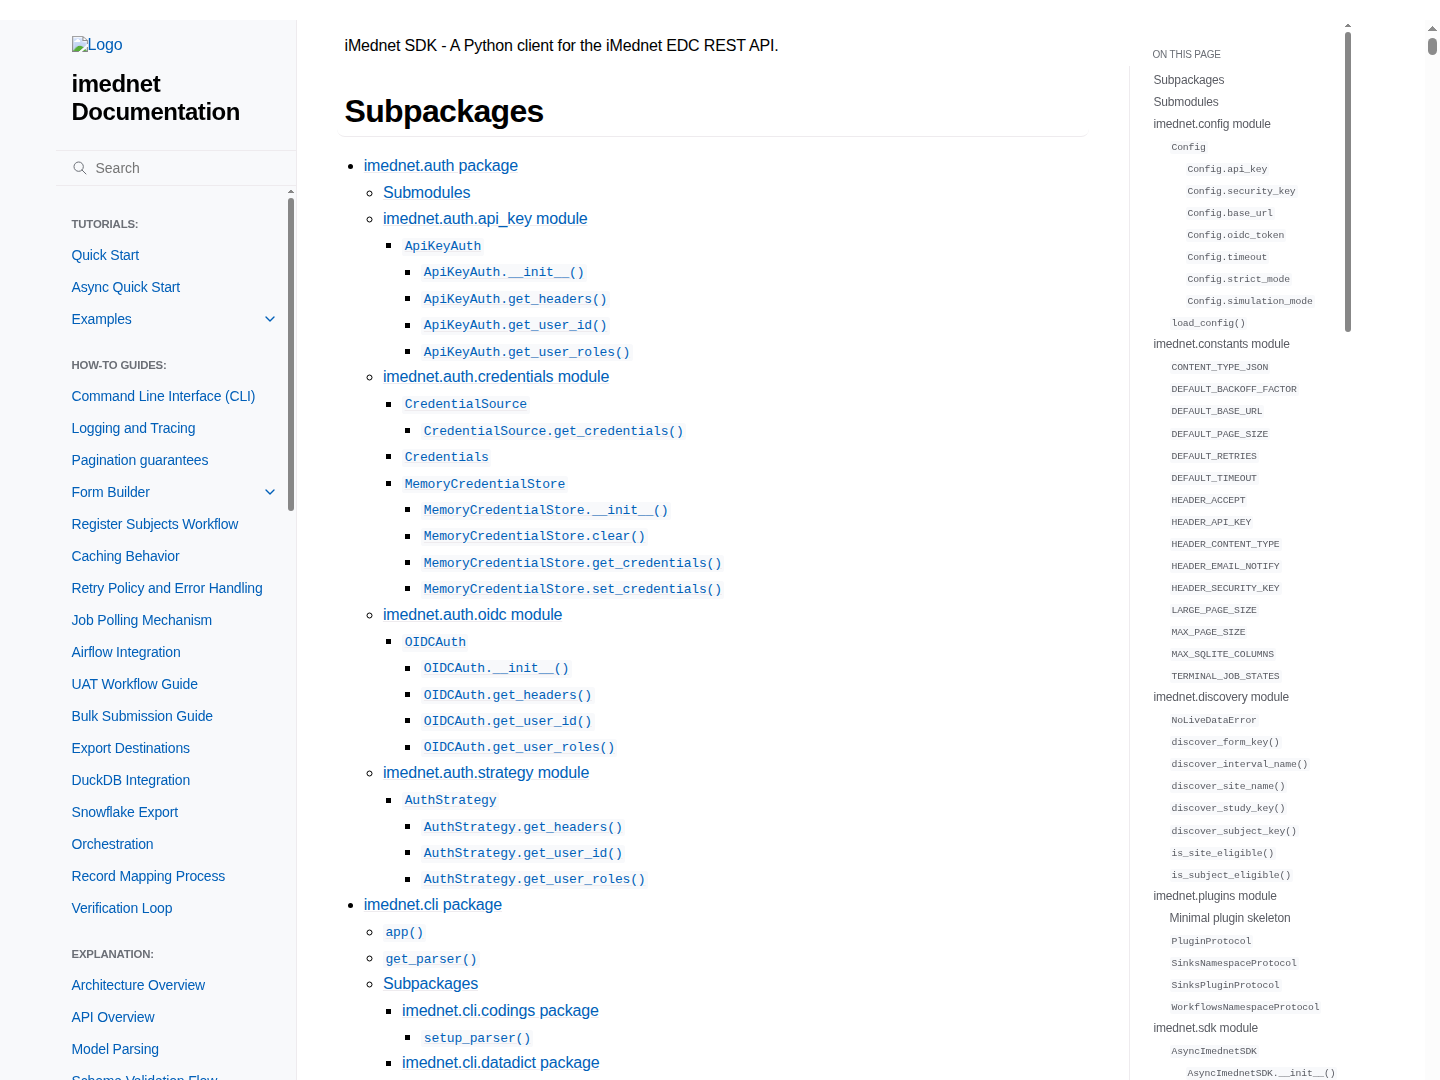 Logo
imednet
Documentation
Search
TUTORIALS:
Quick Start
Async Quick Start
Examples
HOW-TO GUIDES:
Command Line Interface (CLI)
Logging and Tracing
Pagination guarantees
Form Builder
Register Subjects Workflow
Caching Behavior
Retry Policy and Error Handling
Job Polling Mechanism
Airflow Integration
UAT Workflow Guide
Bulk Submission Guide
Export Destinations
DuckDB Integration
Snowflake Export
Orchestration
Record Mapping Process
Verification Loop
EXPLANATION:
Architecture Overview
API Overview
Model Parsing
Schema Validation Flow
iMednet SDK - A Python client for the iMednet EDC REST API.
Subpackages
imednet.auth package
Submodules
imednet.auth.api_key module
ApiKeyAuth
ApiKeyAuth.__init__()
ApiKeyAuth.get_headers()
ApiKeyAuth.get_user_id()
ApiKeyAuth.get_user_roles()
imednet.auth.credentials module
CredentialSource
CredentialSource.get_credentials()
Credentials
MemoryCredentialStore
MemoryCredentialStore.__init__()
MemoryCredentialStore.clear()
MemoryCredentialStore.get_credentials()
MemoryCredentialStore.set_credentials()
imednet.auth.oidc module
OIDCAuth
OIDCAuth.__init__()
OIDCAuth.get_headers()
OIDCAuth.get_user_id()
OIDCAuth.get_user_roles()
imednet.auth.strategy module
AuthStrategy
AuthStrategy.get_headers()
AuthStrategy.get_user_id()
AuthStrategy.get_user_roles()
imednet.cli package
app()
get_parser()
Subpackages
imednet.cli.codings package
setup_parser()
imednet.cli.datadict package
ON THIS PAGE
Subpackages
Submodules
imednet.config module
Config
Config.api_key
Config.security_key
Config.base_url
Config.oidc_token
Config.timeout
Config.strict_mode
Config.simulation_mode
load_config()
imednet.constants module
CONTENT_TYPE_JSON
DEFAULT_BACKOFF_FACTOR
DEFAULT_BASE_URL
DEFAULT_PAGE_SIZE
DEFAULT_RETRIES
DEFAULT_TIMEOUT
HEADER_ACCEPT
HEADER_API_KEY
HEADER_CONTENT_TYPE
HEADER_EMAIL_NOTIFY
HEADER_SECURITY_KEY
LARGE_PAGE_SIZE
MAX_PAGE_SIZE
MAX_SQLITE_COLUMNS
TERMINAL_JOB_STATES
imednet.discovery module
NoLiveDataError
discover_form_key()
discover_interval_name()
discover_site_name()
discover_study_key()
discover_subject_key()
is_site_eligible()
is_subject_eligible()
imednet.plugins module
Minimal plugin skeleton
PluginProtocol
SinksNamespaceProtocol
SinksPluginProtocol
WorkflowsNamespaceProtocol
imednet.sdk module
AsyncImednetSDK
AsyncImednetSDK.__init__()